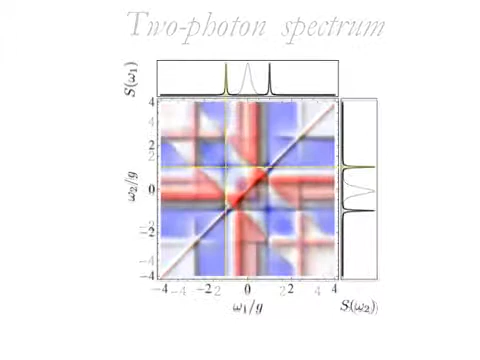 Two-photon spectrum
S(ω₁)
4
2
0
−2
−4
ω₂/g
−4 −2 0 2 4
ω₁/g
S(ω₂)